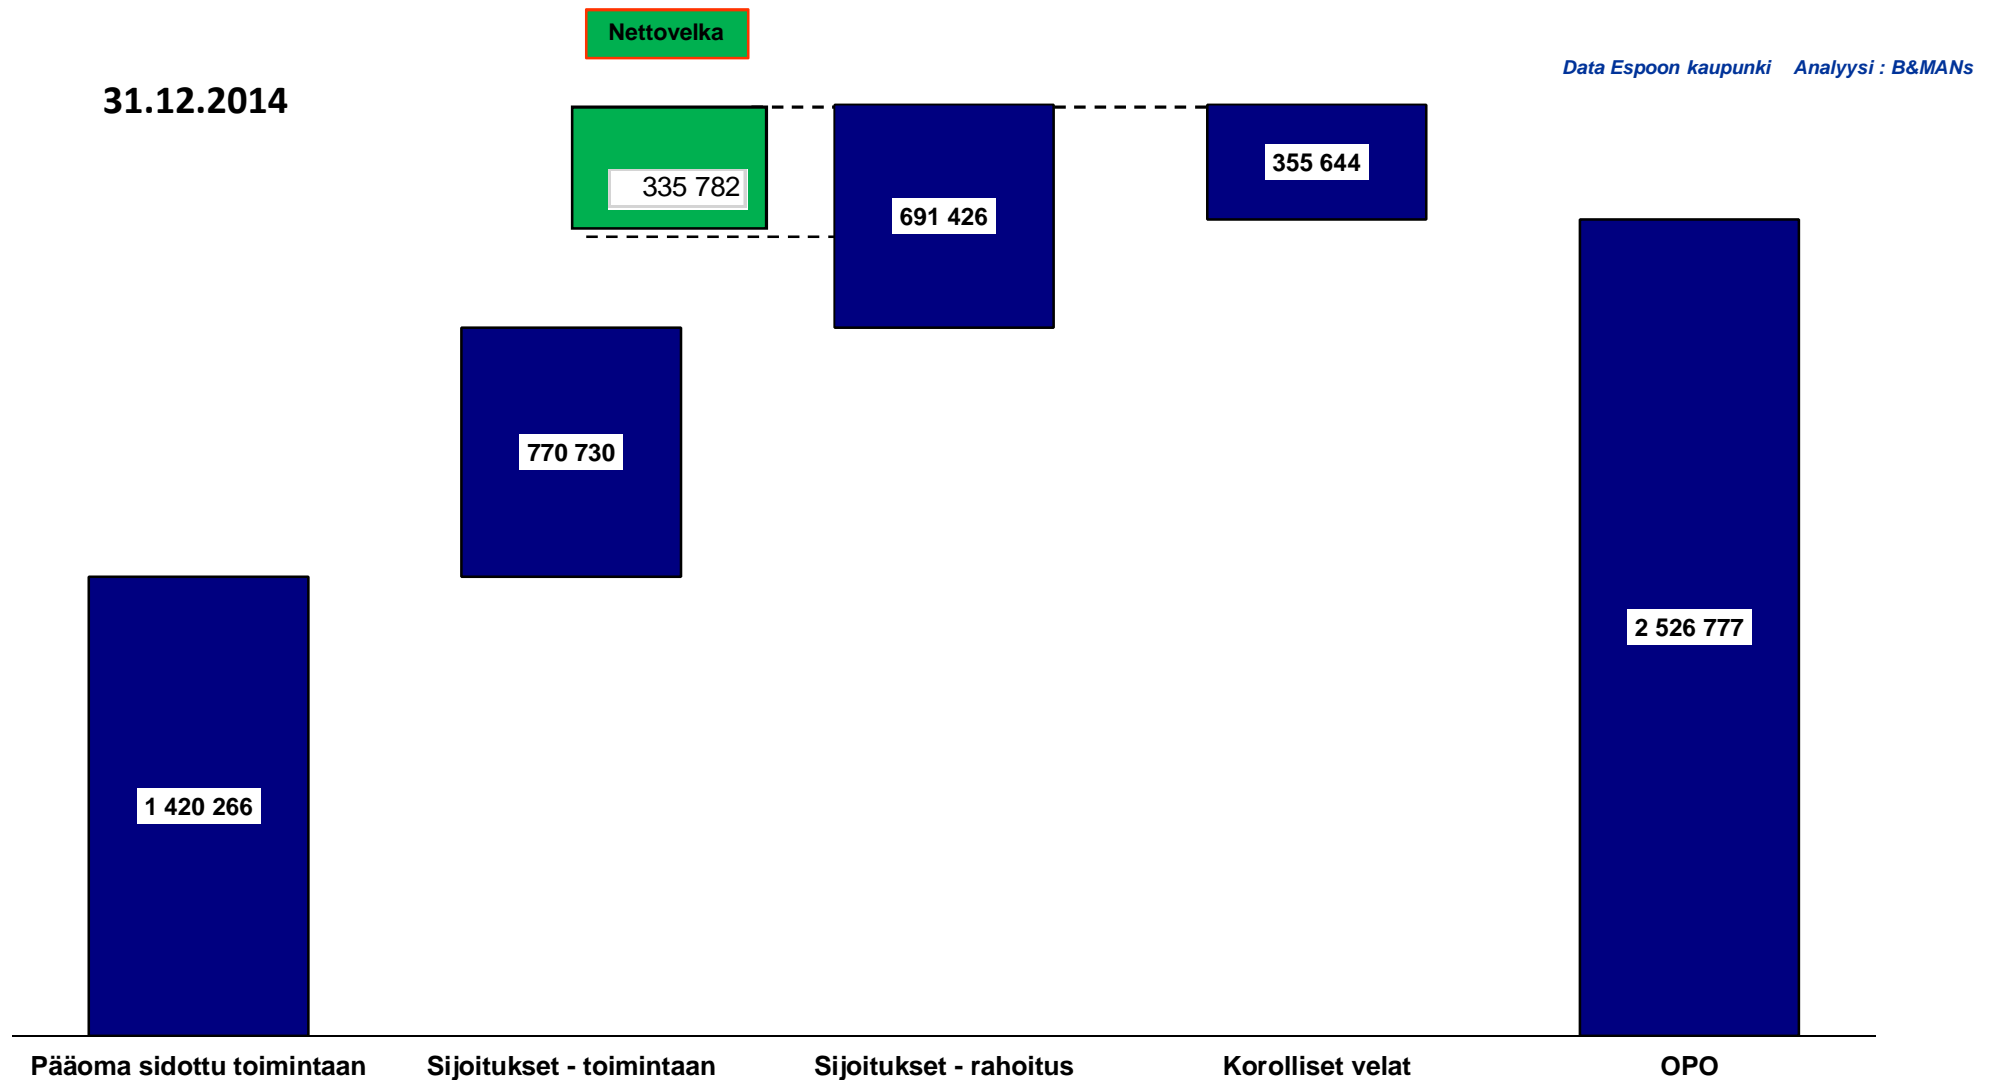 Nettovelka
Data Espoon kaupunki Analyysi : B&MANs
31.12.2014
335 782
691 426
355 644
770 730
2 526 777
1 420 266
Pääoma sidottu toimintaan
Sijoitukset - toimintaan
Sijoitukset - rahoitus
Korolliset velat
OPO